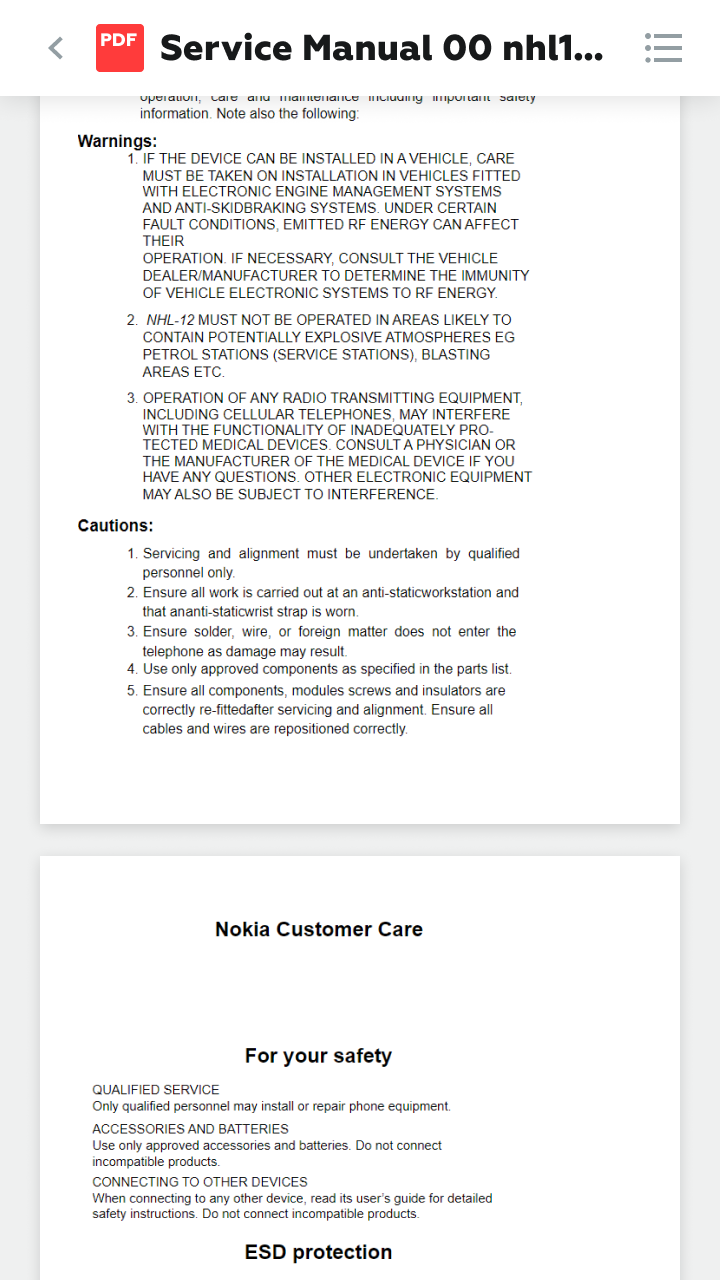 PDF
Service Manual 00 nhl1...
operation, care and maintenance including important safety
information. Note also the following:
Warnings:
1. IF THE DEVICE CAN BE INSTALLED IN A VEHICLE, CARE
MUST BE TAKEN ON INSTALLATION IN VEHICLES FITTED
WITH ELECTRONIC ENGINE MANAGEMENT SYSTEMS
AND ANTI-SKIDBRAKING SYSTEMS. UNDER CERTAIN
FAULT CONDITIONS, EMITTED RF ENERGY CAN AFFECT
THEIR
OPERATION. IF NECESSARY, CONSULT THE VEHICLE
DEALER/MANUFACTURER TO DETERMINE THE IMMUNITY
OF VEHICLE ELECTRONIC SYSTEMS TO RF ENERGY.
2. NHL-12 MUST NOT BE OPERATED IN AREAS LIKELY TO
CONTAIN POTENTIALLY EXPLOSIVE ATMOSPHERES EG
PETROL STATIONS (SERVICE STATIONS), BLASTING
AREAS ETC.
3. OPERATION OF ANY RADIO TRANSMITTING EQUIPMENT,
INCLUDING CELLULAR TELEPHONES, MAY INTERFERE
WITH THE FUNCTIONALITY OF INADEQUATELY PRO-
TECTED MEDICAL DEVICES. CONSULT A PHYSICIAN OR
THE MANUFACTURER OF THE MEDICAL DEVICE IF YOU
HAVE ANY QUESTIONS. OTHER ELECTRONIC EQUIPMENT
MAY ALSO BE SUBJECT TO INTERFERENCE.
Cautions:
1. Servicing and alignment must be undertaken by qualified
personnel only.
2. Ensure all work is carried out at an anti-staticworkstation and
that ananti-staticwrist strap is worn.
3. Ensure solder, wire, or foreign matter does not enter the
telephone as damage may result.
4. Use only approved components as specified in the parts list.
5. Ensure all components, modules screws and insulators are
correctly re-fittedafter servicing and alignment. Ensure all
cables and wires are repositioned correctly.
Nokia Customer Care
For your safety
QUALIFIED SERVICE
Only qualified personnel may install or repair phone equipment.
ACCESSORIES AND BATTERIES
Use only approved accessories and batteries. Do not connect
incompatible products.
CONNECTING TO OTHER DEVICES
When connecting to any other device, read its user's guide for detailed
safety instructions. Do not connect incompatible products.
ESD protection